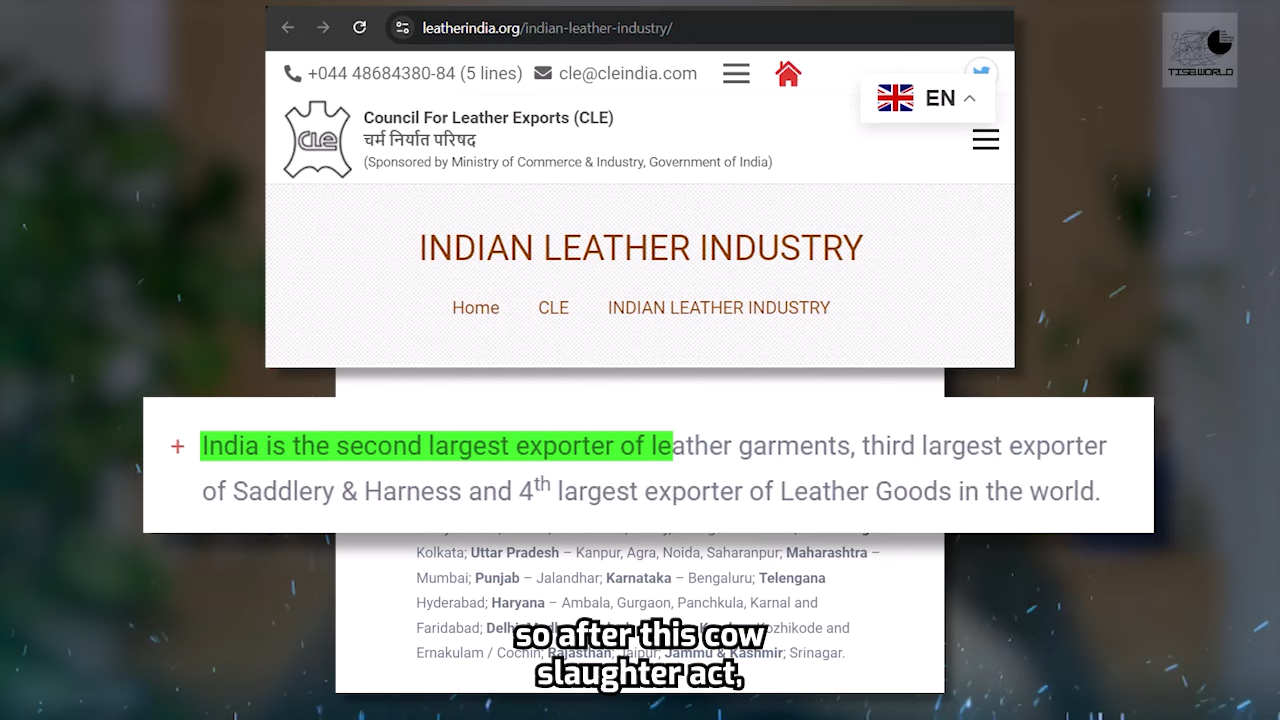 leatherindia.org/indian-leather-industry/
+044 48684380-84 (5 lines) cle@cleindia.com
TISBWORLD
EN
CLE
Council For Leather Exports (CLE)
चर्म निर्यात परिषद
(Sponsored by Ministry of Commerce & Industry, Government of India)
INDIAN LEATHER INDUSTRY
Home CLE INDIAN LEATHER INDUSTRY
+ India is the second largest exporter of leather garments, third largest exporter
of Saddlery & Harness and 4th largest exporter of Leather Goods in the world.
Kolkata; Uttar Pradesh – Kanpur, Agra, Noida, Saharanpur; Maharashtra –
Mumbai; Punjab – Jalandhar; Karnataka – Bengaluru; Telengana
Hyderabad; Haryana – Ambala, Gurgaon, Panchkula, Karnal and
Faridabad; Delhi; Kozhikode and
Ernakulam / Cochin; Rajasthan; Jaipur; Jammu & Kashmir; Srinagar.
so after this cow
slaughter act,